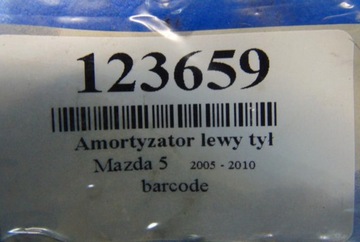 123659
Amortyzator lewy tył
Mazda 5 2005 - 2010
barcode